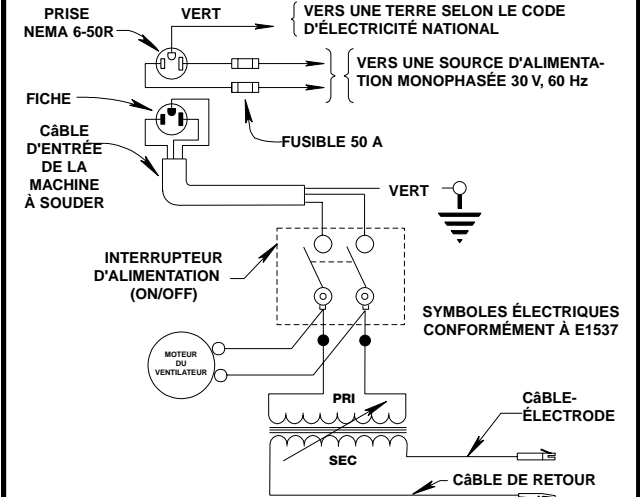 PRISE
NEMA 6-50R
VERT
VERS UNE TERRE SELON LE CODE
D'ÉLECTRICITÉ NATIONAL
VERS UNE SOURCE D'ALIMENTA-
TION MONOPHASÉE 30 V, 60 Hz
FICHE
FUSIBLE 50 A
CâBLE
D'ENTRÉE
DE LA
MACHINE
À SOUDER
VERT
INTERRUPTEUR
D'ALIMENTATION
(ON/OFF)
SYMBOLES ÉLECTRIQUES
CONFORMÉMENT À E1537
MOTEUR
DU
VENTILATEUR
PRI
SEC
CâBLE-
ÉLECTRODE
CâBLE DE RETOUR